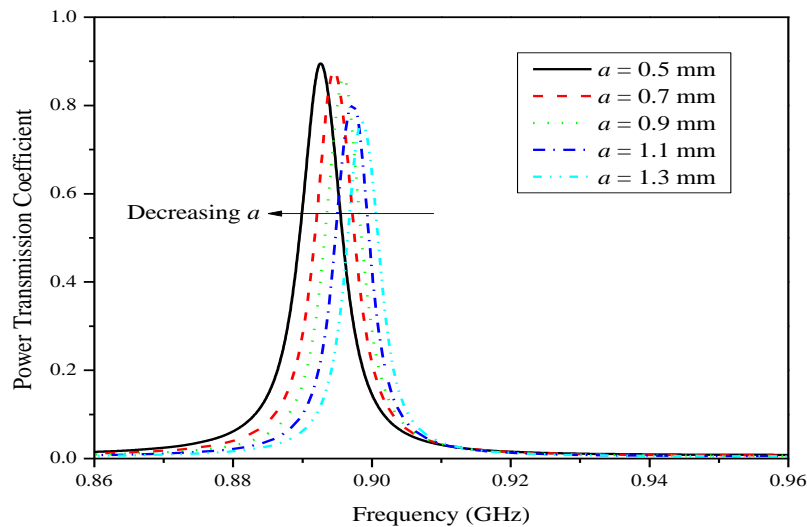 1.0
0.8
0.6
0.4
0.2
0.0
Power Transmission Coefficient
a = 0.5 mm
a = 0.7 mm
a = 0.9 mm
a = 1.1 mm
a = 1.3 mm
Decreasing a
0.86 0.88 0.90 0.92 0.94 0.96
Frequency (GHz)